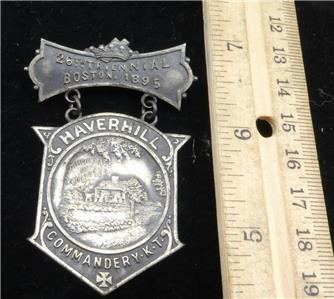 26TH TRIENNIAL
BOSTON, 1895
HAVERHILL
COMMANDERY-K-T-
7
6
5
12
13
14
15
16
17
18
19